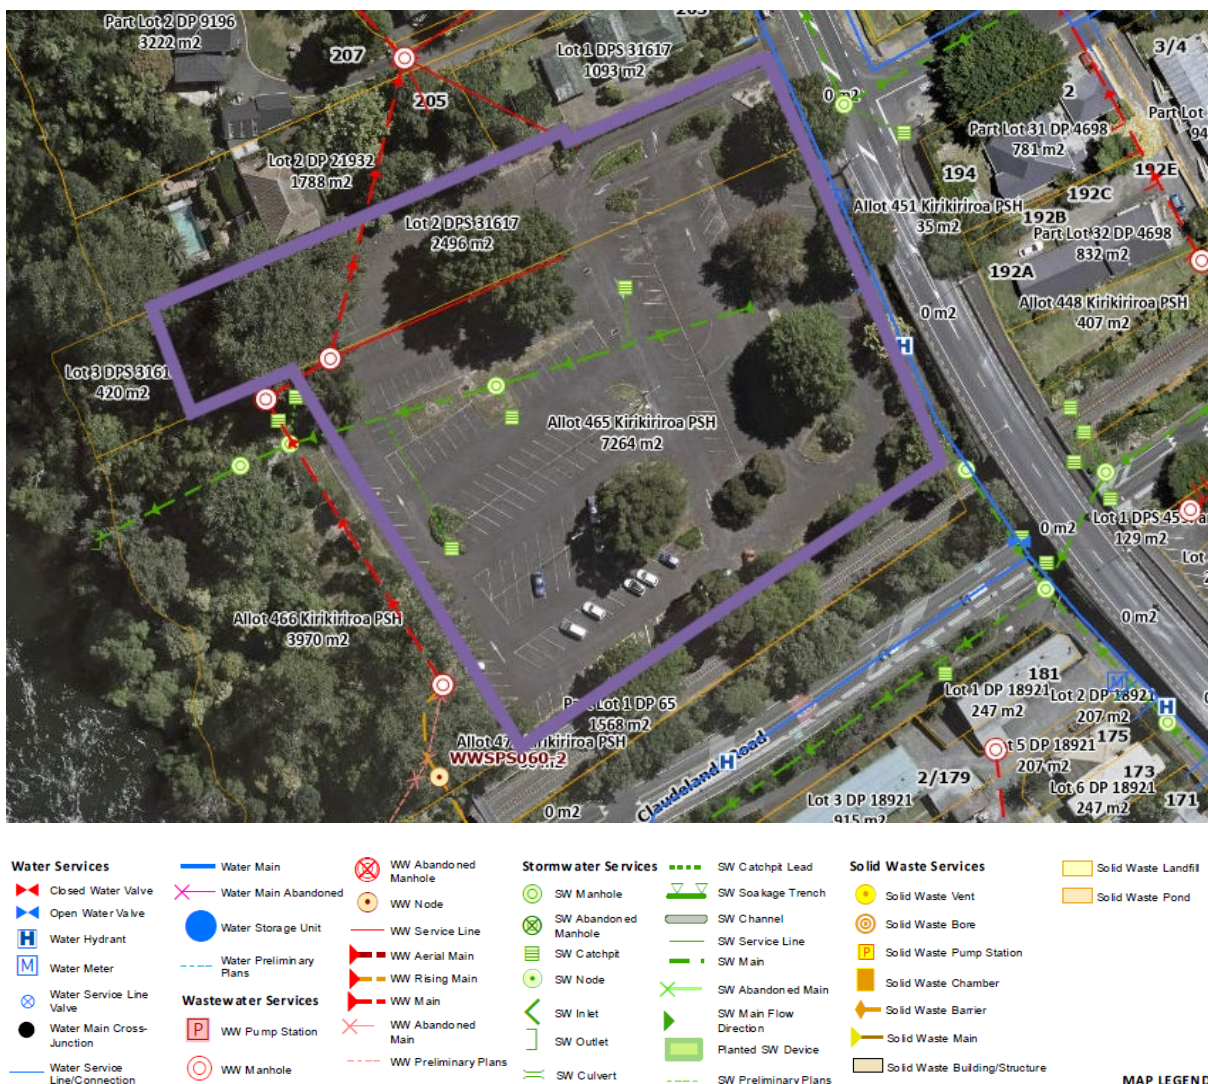 Part Lot 2 DP 9196
3222 m2
207
205
Lot 1 DPS 31617
1093 m2
Lot 2 DP 21932
1788 m2
Lot 2 DPS 31617
2496 m2
0 m2
3/4
2
Part Lot
Part Lot 31 DP 4698
781 m2
94
192E
194
192C
192B
Allot 451 Kirikiriroa PSH
35 m2
Part Lot 32 DP 4698
832 m2
192A
Allot 448 Kirikiriroa PSH
407 m2
0 m2
H
Lot 3 DPS 3161
420 m2
Allot 465 Kirikiriroa PSH
7264 m2
0 m2
Lot 1 DPS 45
129 m2
Lot
Allot 466 Kirikiriroa PSH
3970 m2
0 m2
181
Lot 1 DP 18921
247 m2
M
Lot 2 DP 18921
207 m2
H
Lot 1 DP 65
1568 m2
Kirikiriroa PSH
WWSPS060-2
Claudelands Road
H
t 5 DP 18921
207 m2
175
2/179
173
Lot 6 DP 18921
247 m2
171
Lot 3 DP 18921
915 m2
0 m2
Water Services
Closed Water Valve
Open Water Valve
H Water Hydrant
M Water Meter
Water Service Line
Valve
Water Main Cross-
Junction
Water Service
Line/Connection
Water Main
Water Main Abandoned
Water Storage Unit
Water Preliminary
Plans
Wastewater Services
P WW Pump Station
WW Manhole
WW Abandoned
Manhole
WW Node
WW Service Line
WW Aerial Main
WW Rising Main
WW Main
WW Abandoned
Main
WW Preliminary Plans
Stormwater Services
SW Manhole
SW Abandoned
Manhole
SW Catchpit
SW Node
SW Inlet
SW Outlet
SW Culvert
SW Catchpit Lead
SW Soakage Trench
SW Channel
SW Service Line
SW Main
SW Abandoned Main
SW Main Flow
Direction
Planted SW Device
SW Preliminary Plans
Solid Waste Services
Solid Waste Vent
Solid Waste Bore
P Solid Waste Pump Station
Solid Waste Chamber
Solid Waste Barrier
Solid Waste Main
Solid Waste Building/Structure
Solid Waste Landfill
Solid Waste Pond
MAP LEGEND